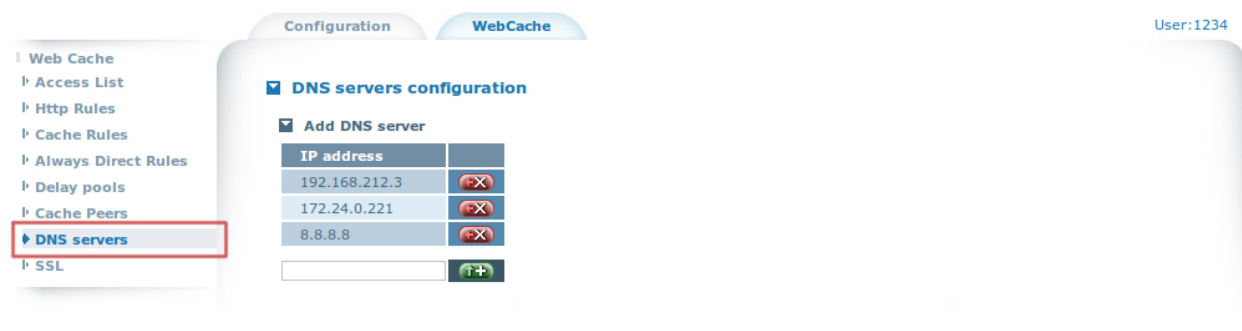 Configuration
WebCache
User:1234
Web Cache
Access List
Http Rules
Cache Rules
Always Direct Rules
Delay pools
Cache Peers
DNS servers
SSL
DNS servers configuration
Add DNS server
IP address
192.168.212.3
172.24.0.221
8.8.8.8